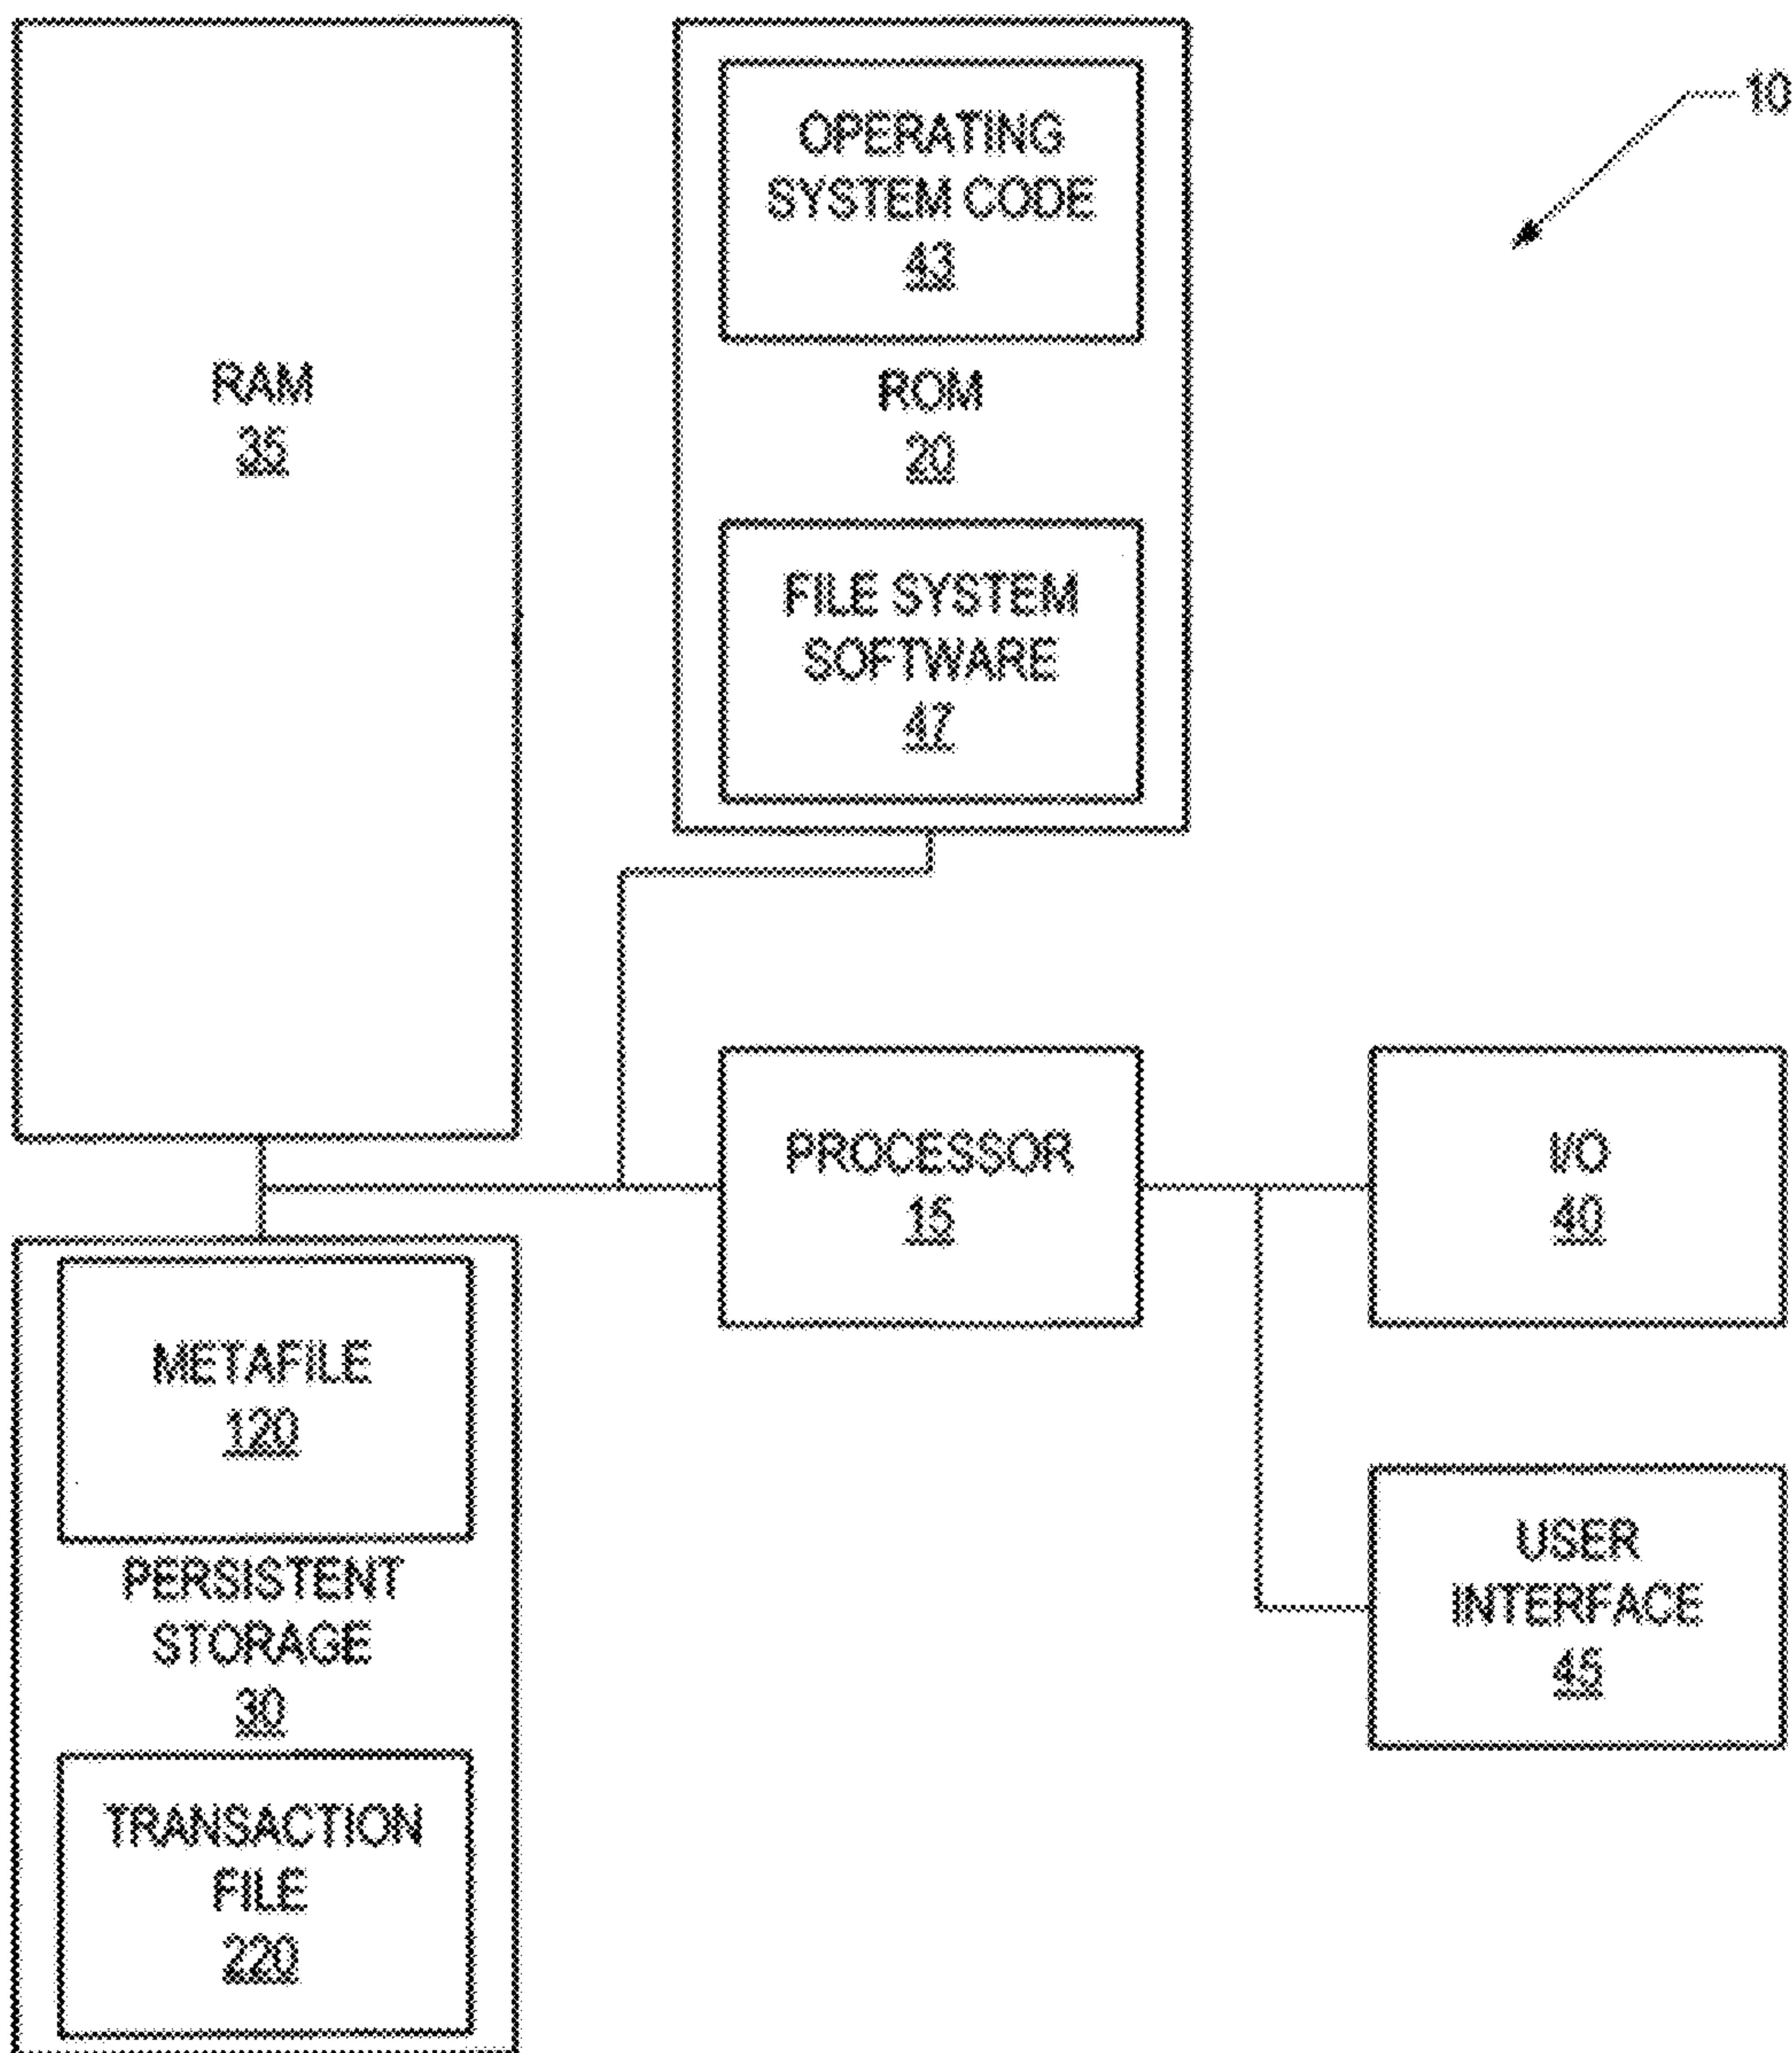 10
OPERATING
SYSTEM CODE
43
RAM
35
ROM
20
FILE SYSTEM
SOFTWARE
47
PROCESSOR
15
I/O
40
METAFILE
120
PERSISTENT
STORAGE
30
TRANSACTION
FILE
220
USER
INTERFACE
45